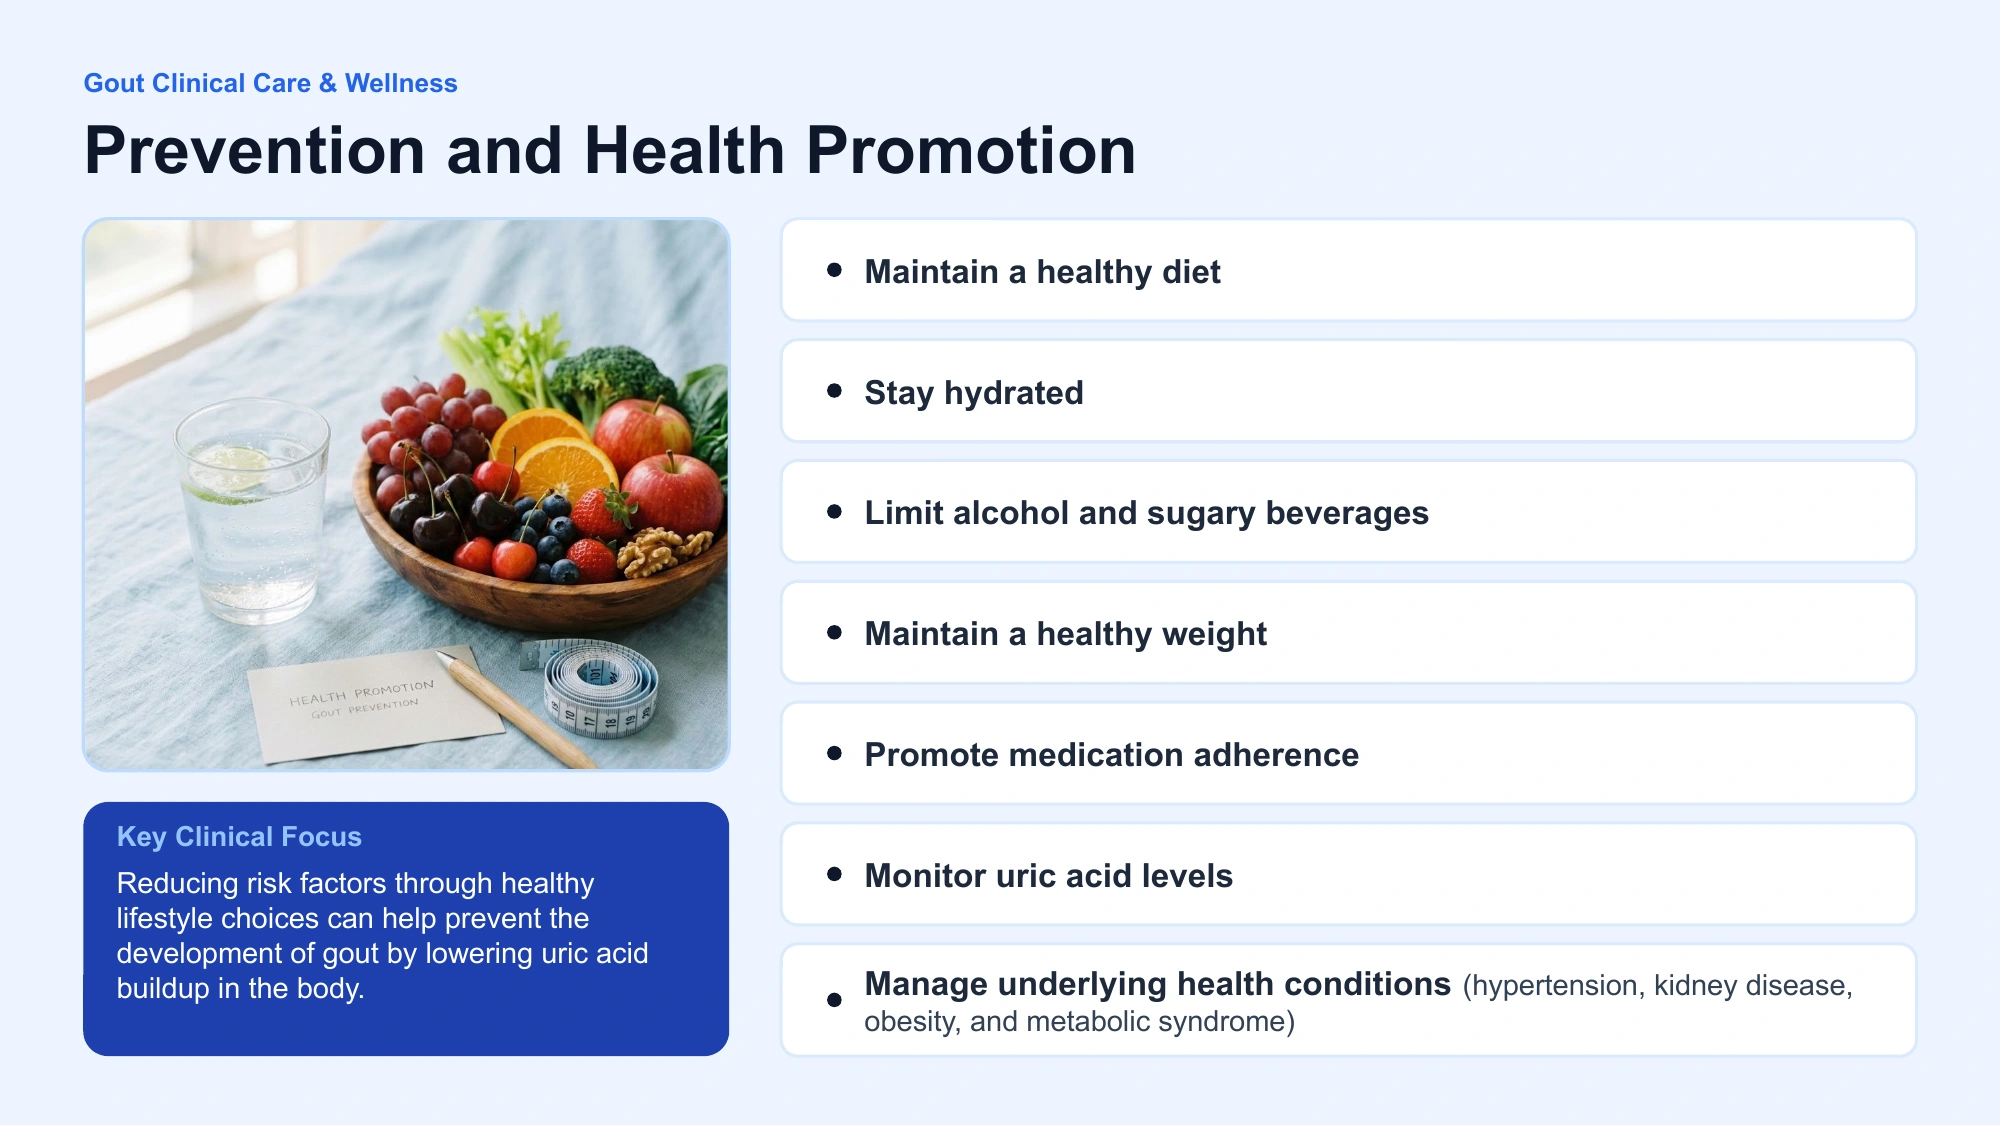 Gout Clinical Care & Wellness
Prevention and Health Promotion
HEALTH PROMOTION
GOUT PREVENTION
Key Clinical Focus
Reducing risk factors through healthy
lifestyle choices can help prevent the
development of gout by lowering uric acid
buildup in the body.
• Maintain a healthy diet
• Stay hydrated
• Limit alcohol and sugary beverages
• Maintain a healthy weight
• Promote medication adherence
• Monitor uric acid levels
• Manage underlying health conditions (hypertension, kidney disease,
obesity, and metabolic syndrome)